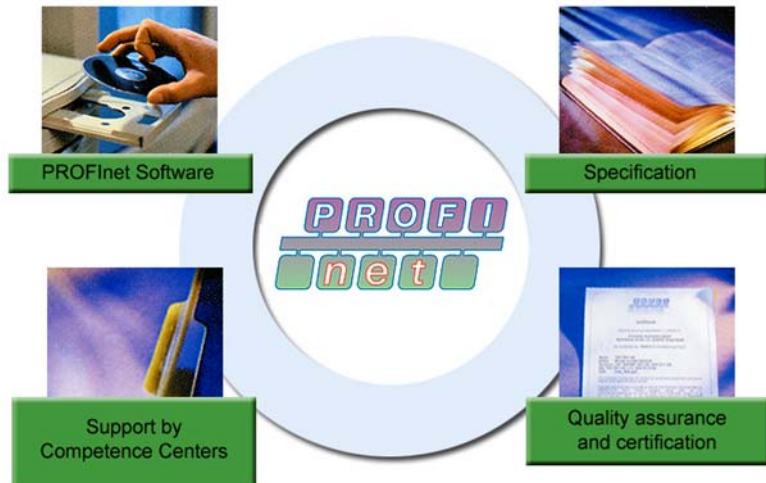 PROFInet Software
Specification
PROFI
net
Support by
Competence Centers
Quality assurance
and certification